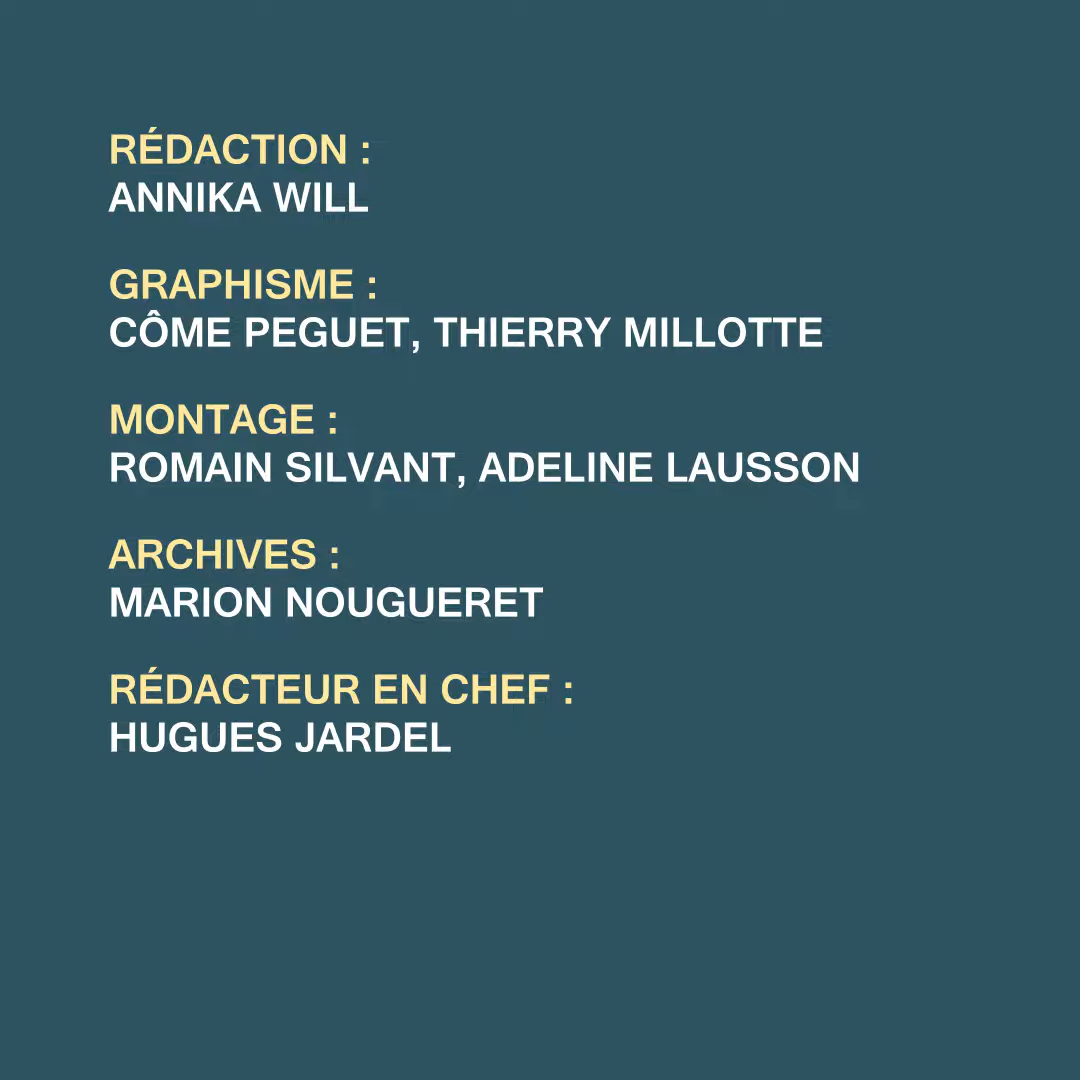 RÉDACTION :
ANNIKA WILL
GRAPHISME :
CÔME PEGUET, THIERRY MILLOTTE
MONTAGE :
ROMAIN SILVANT, ADELINE LAUSSON
ARCHIVES :
MARION NOUGUERET
RÉDACTEUR EN CHEF :
HUGUES JARDEL